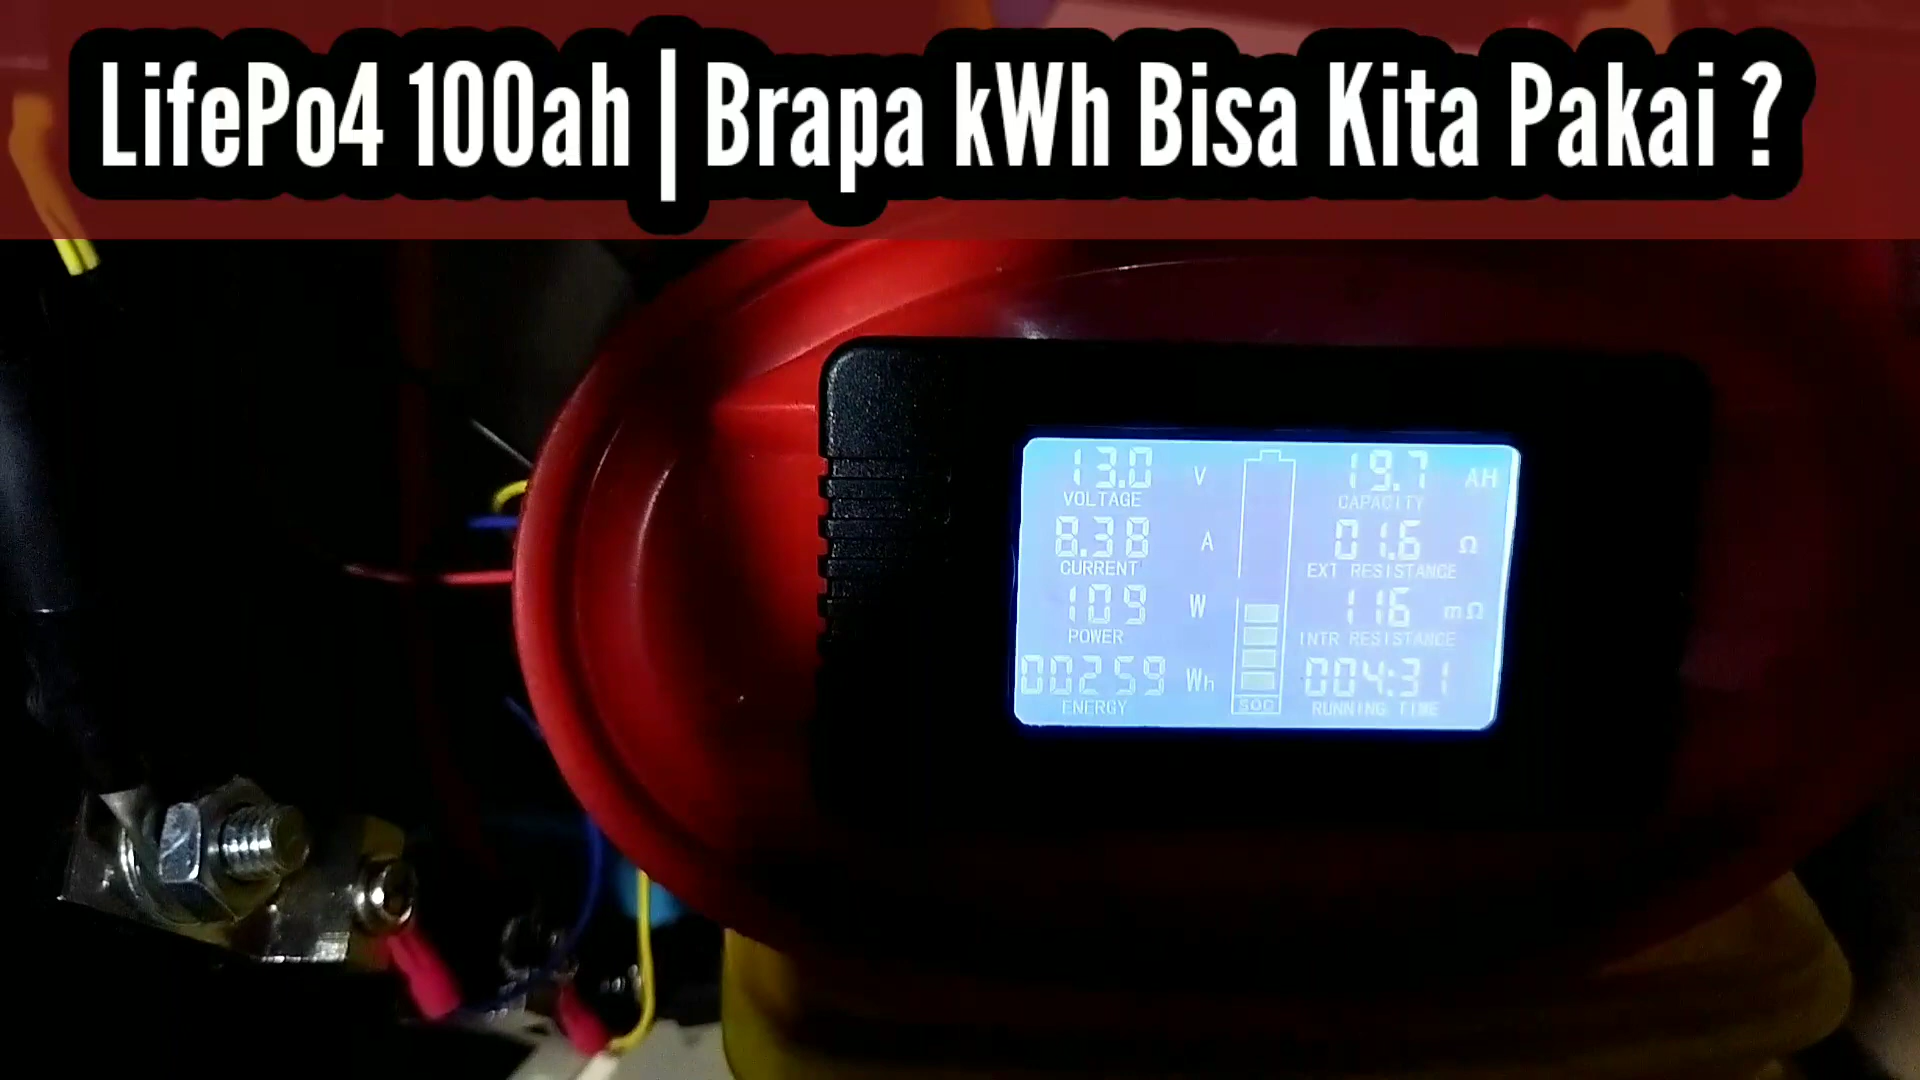 LifePo4 100ah | Brapa kWh Bisa Kita Pakai ?
13.0 V
VOLTAGE
8.38 A
CURRENT
109 W
POWER
00259 Wh
ENERGY
SOC
19.7 AH
CAPACITY
01.6 Ω
EXT RESISTANCE
116 mΩ
INTR RESISTANCE
004:31
RUNNING TIME